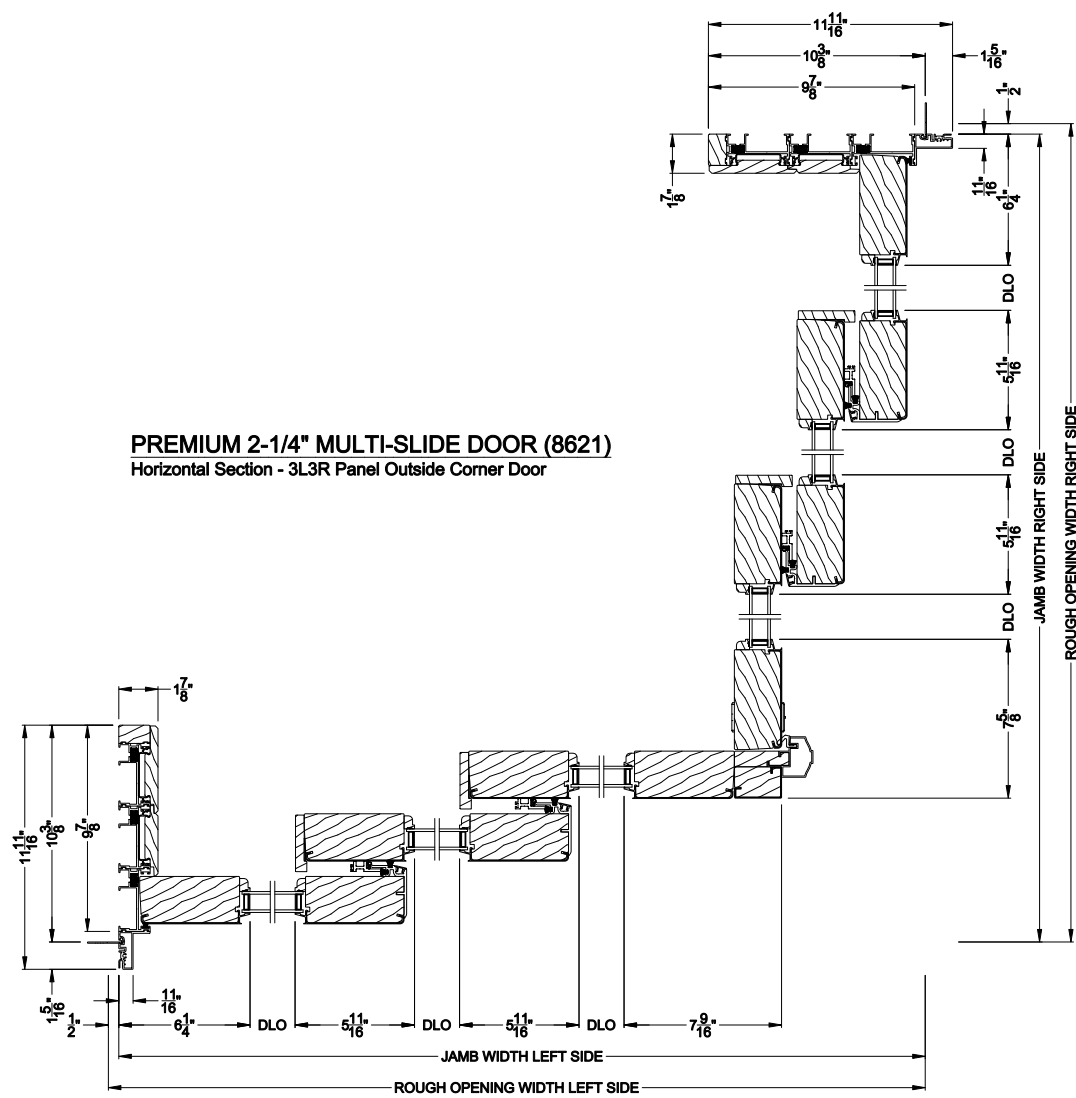 11 11/16"
10 3/8"
1 5/16"
9 7/8"
1/2"
7/18"
11/16"
6 1/4"
DLO
5 11/16"
DLO
5 11/16"
DLO
7 5/8"
JAMB WIDTH RIGHT SIDE
ROUGH OPENING WIDTH RIGHT SIDE
PREMIUM 2-1/4" MULTI-SLIDE DOOR (8621)
Horizontal Section - 3L3R Panel Outside Corner Door
1 7/8"
11 11/16"
10 3/8"
9 7/8"
1 5/16"
1/2"
11/16"
6 1/4"
DLO
5 11/16"
DLO
5 11/16"
DLO
7 9/16"
JAMB WIDTH LEFT SIDE
ROUGH OPENING WIDTH LEFT SIDE